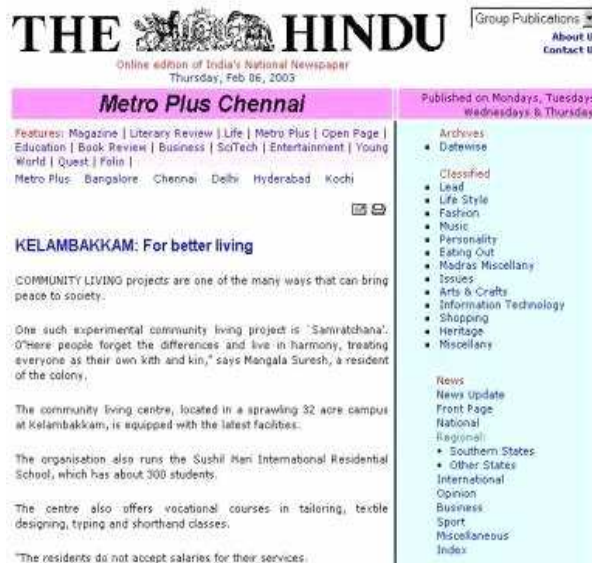 THE HINDU
Group Publications
About U
Contact U
Online edition of India's National Newspaper
Thursday, Feb 06, 2003
Metro Plus Chennai
Published on Mondays, Tuesdays
Wednesdays & Thursday
Features: Magazine | Literary Review | Life | Metro Plus | Open Page |
Education | Book Review | Business | SciTech | Entertainment | Young
World | Quest | Folio |
Metro Plus Bangalore Chennai Delhi Hyderabad Kochi
KELAMBAKKAM: For better living
COMMUNITY LIVING projects are one of the many ways that can bring
peace to society.
One such experimental community living project is `Samratchana'.
0"Here people forget the differences and live in harmony, treating
everyone as their own kith and kin," says Mangala Suresh, a resident
of the colony.
The community living centre, located in a sprawling 32 acre campus
at Kelambakkam, is equipped with the latest facilities.
The organisation also runs the Sushil Hari International Residential
School, which has about 300 students.
The centre also offers vocational courses in tailoring, textile
designing, typing and shorthand classes.
"The residents do not accept salaries for their services.
Archives
• Datewise
Classified
• Lead
• Life Style
• Fashion
• Music
• Personality
• Eating Out
• Madras Miscellany
• Issues
• Arts & Crafts
• Information Technology
• Shopping
• Heritage
• Miscellany
News
News Update
Front Page
National
Regional:
• Southern States
• Other States
International
Opinion
Business
Sport
Miscellaneous
Index